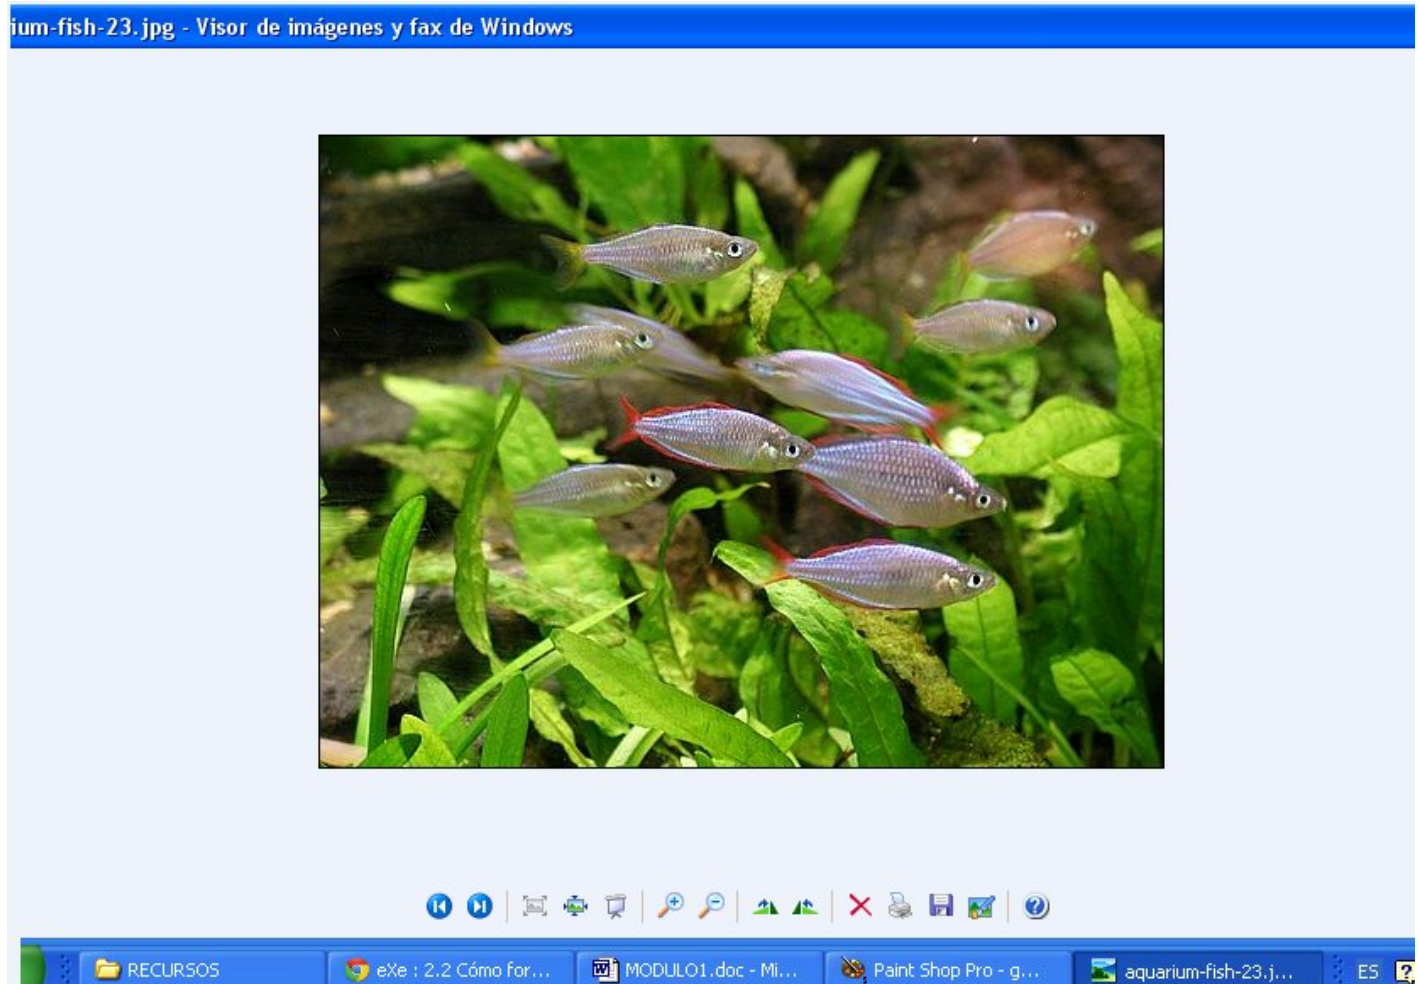 ium-fish-23.jpg - Visor de imágenes y fax de Windows
RECURSOS
eXe : 2.2 Cómo for...
MODULO1.doc - Mi...
Paint Shop Pro - g...
aquarium-fish-23.j...
ES